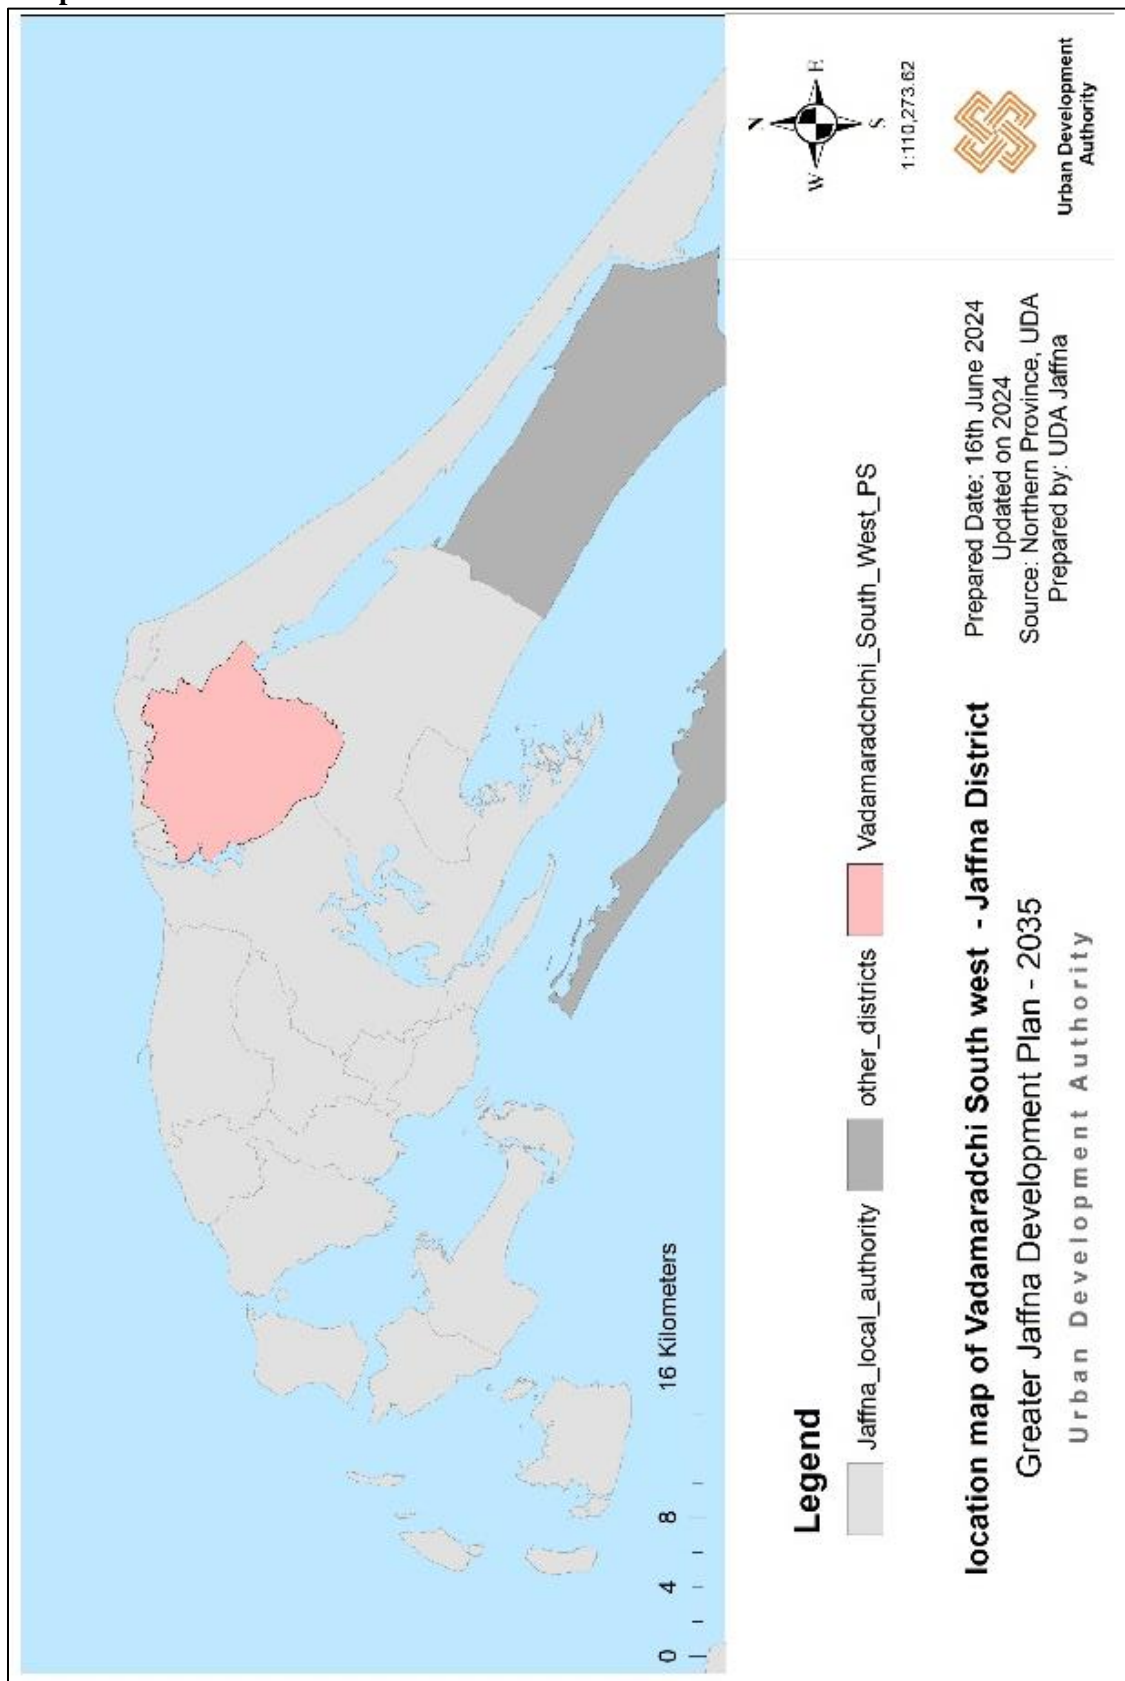 0 4 8 16 Kilometers
Legend
Jaffna_local_authority other_districts Vadamaradchchi_South_West_PS
location map of Vadamaradchi South west - Jaffna District
Greater Jaffna Development Plan - 2035
Urban Development Authority
Prepared Date: 16th June 2024
Updated on 2024
Source: Northern Province, UDA
Prepared by: UDA Jaffna
N
W E
S
1:110,273.62
Urban Development
Authority